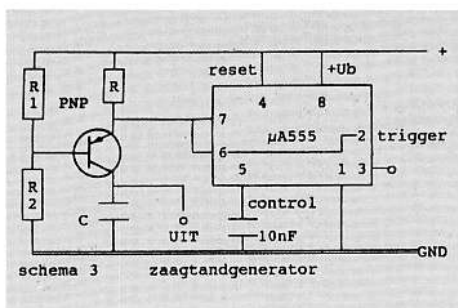 +
reset +Ub
R
1
PNP
R
4 8
7
µA555
2 trigger
6
5 1 3
R
2
C
control
UIT
10nF
GND
schema 3 zaagtandgenerator